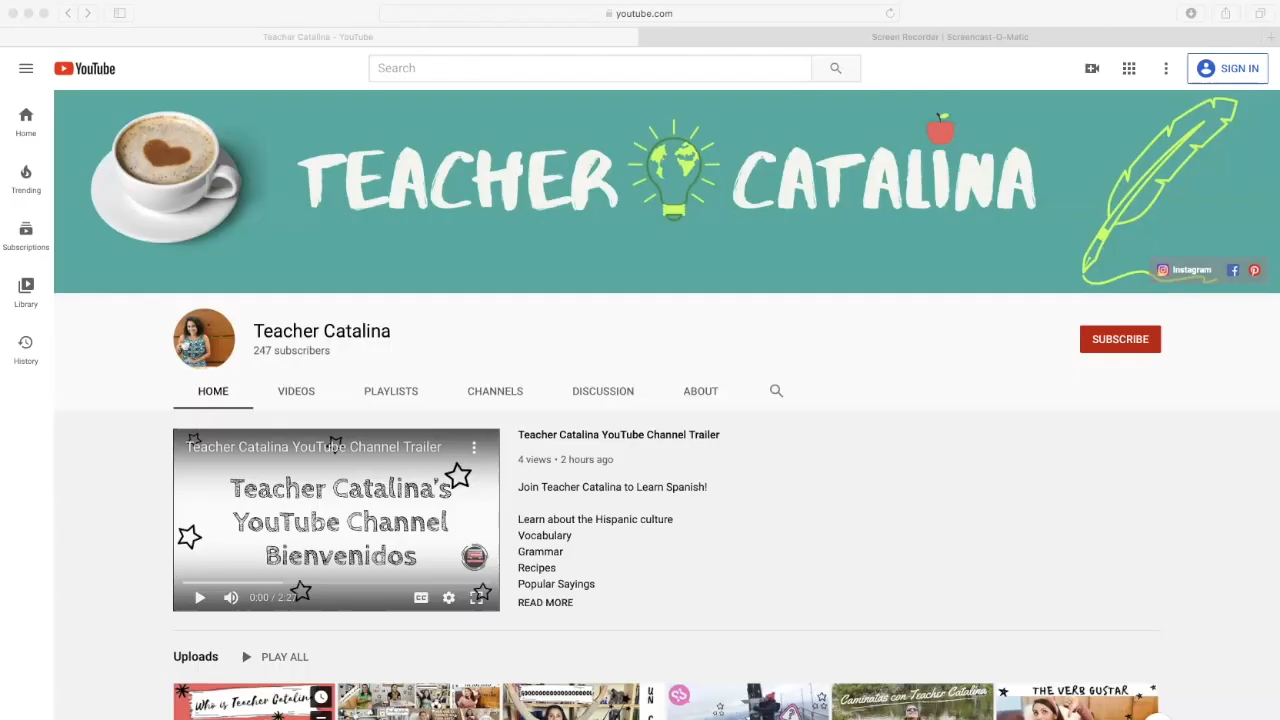 youtube.com
Teacher Catalina - YouTube
Screen Recorder | Screencast-O-Matic
YouTube
Search
SIGN IN
Home
Trending
Subscriptions
Library
History
TEACHER CATALINA
Instagram
Teacher Catalina
247 subscribers
SUBSCRIBE
HOME
VIDEOS
PLAYLISTS
CHANNELS
DISCUSSION
ABOUT
Teacher Catalina YouTube Channel Trailer
Teacher Catalina's
YouTube Channel
Bienvenidos
CC
Teacher Catalina YouTube Channel Trailer
4 views • 2 hours ago
Join Teacher Catalina to Learn Spanish!
Learn about the Hispanic culture
Vocabulary
Grammar
Recipes
Popular Sayings
READ MORE
Uploads
PLAY ALL
Who is Teacher Catalina
Caminatas con Teacher Catalina
THE VERB GUSTAR